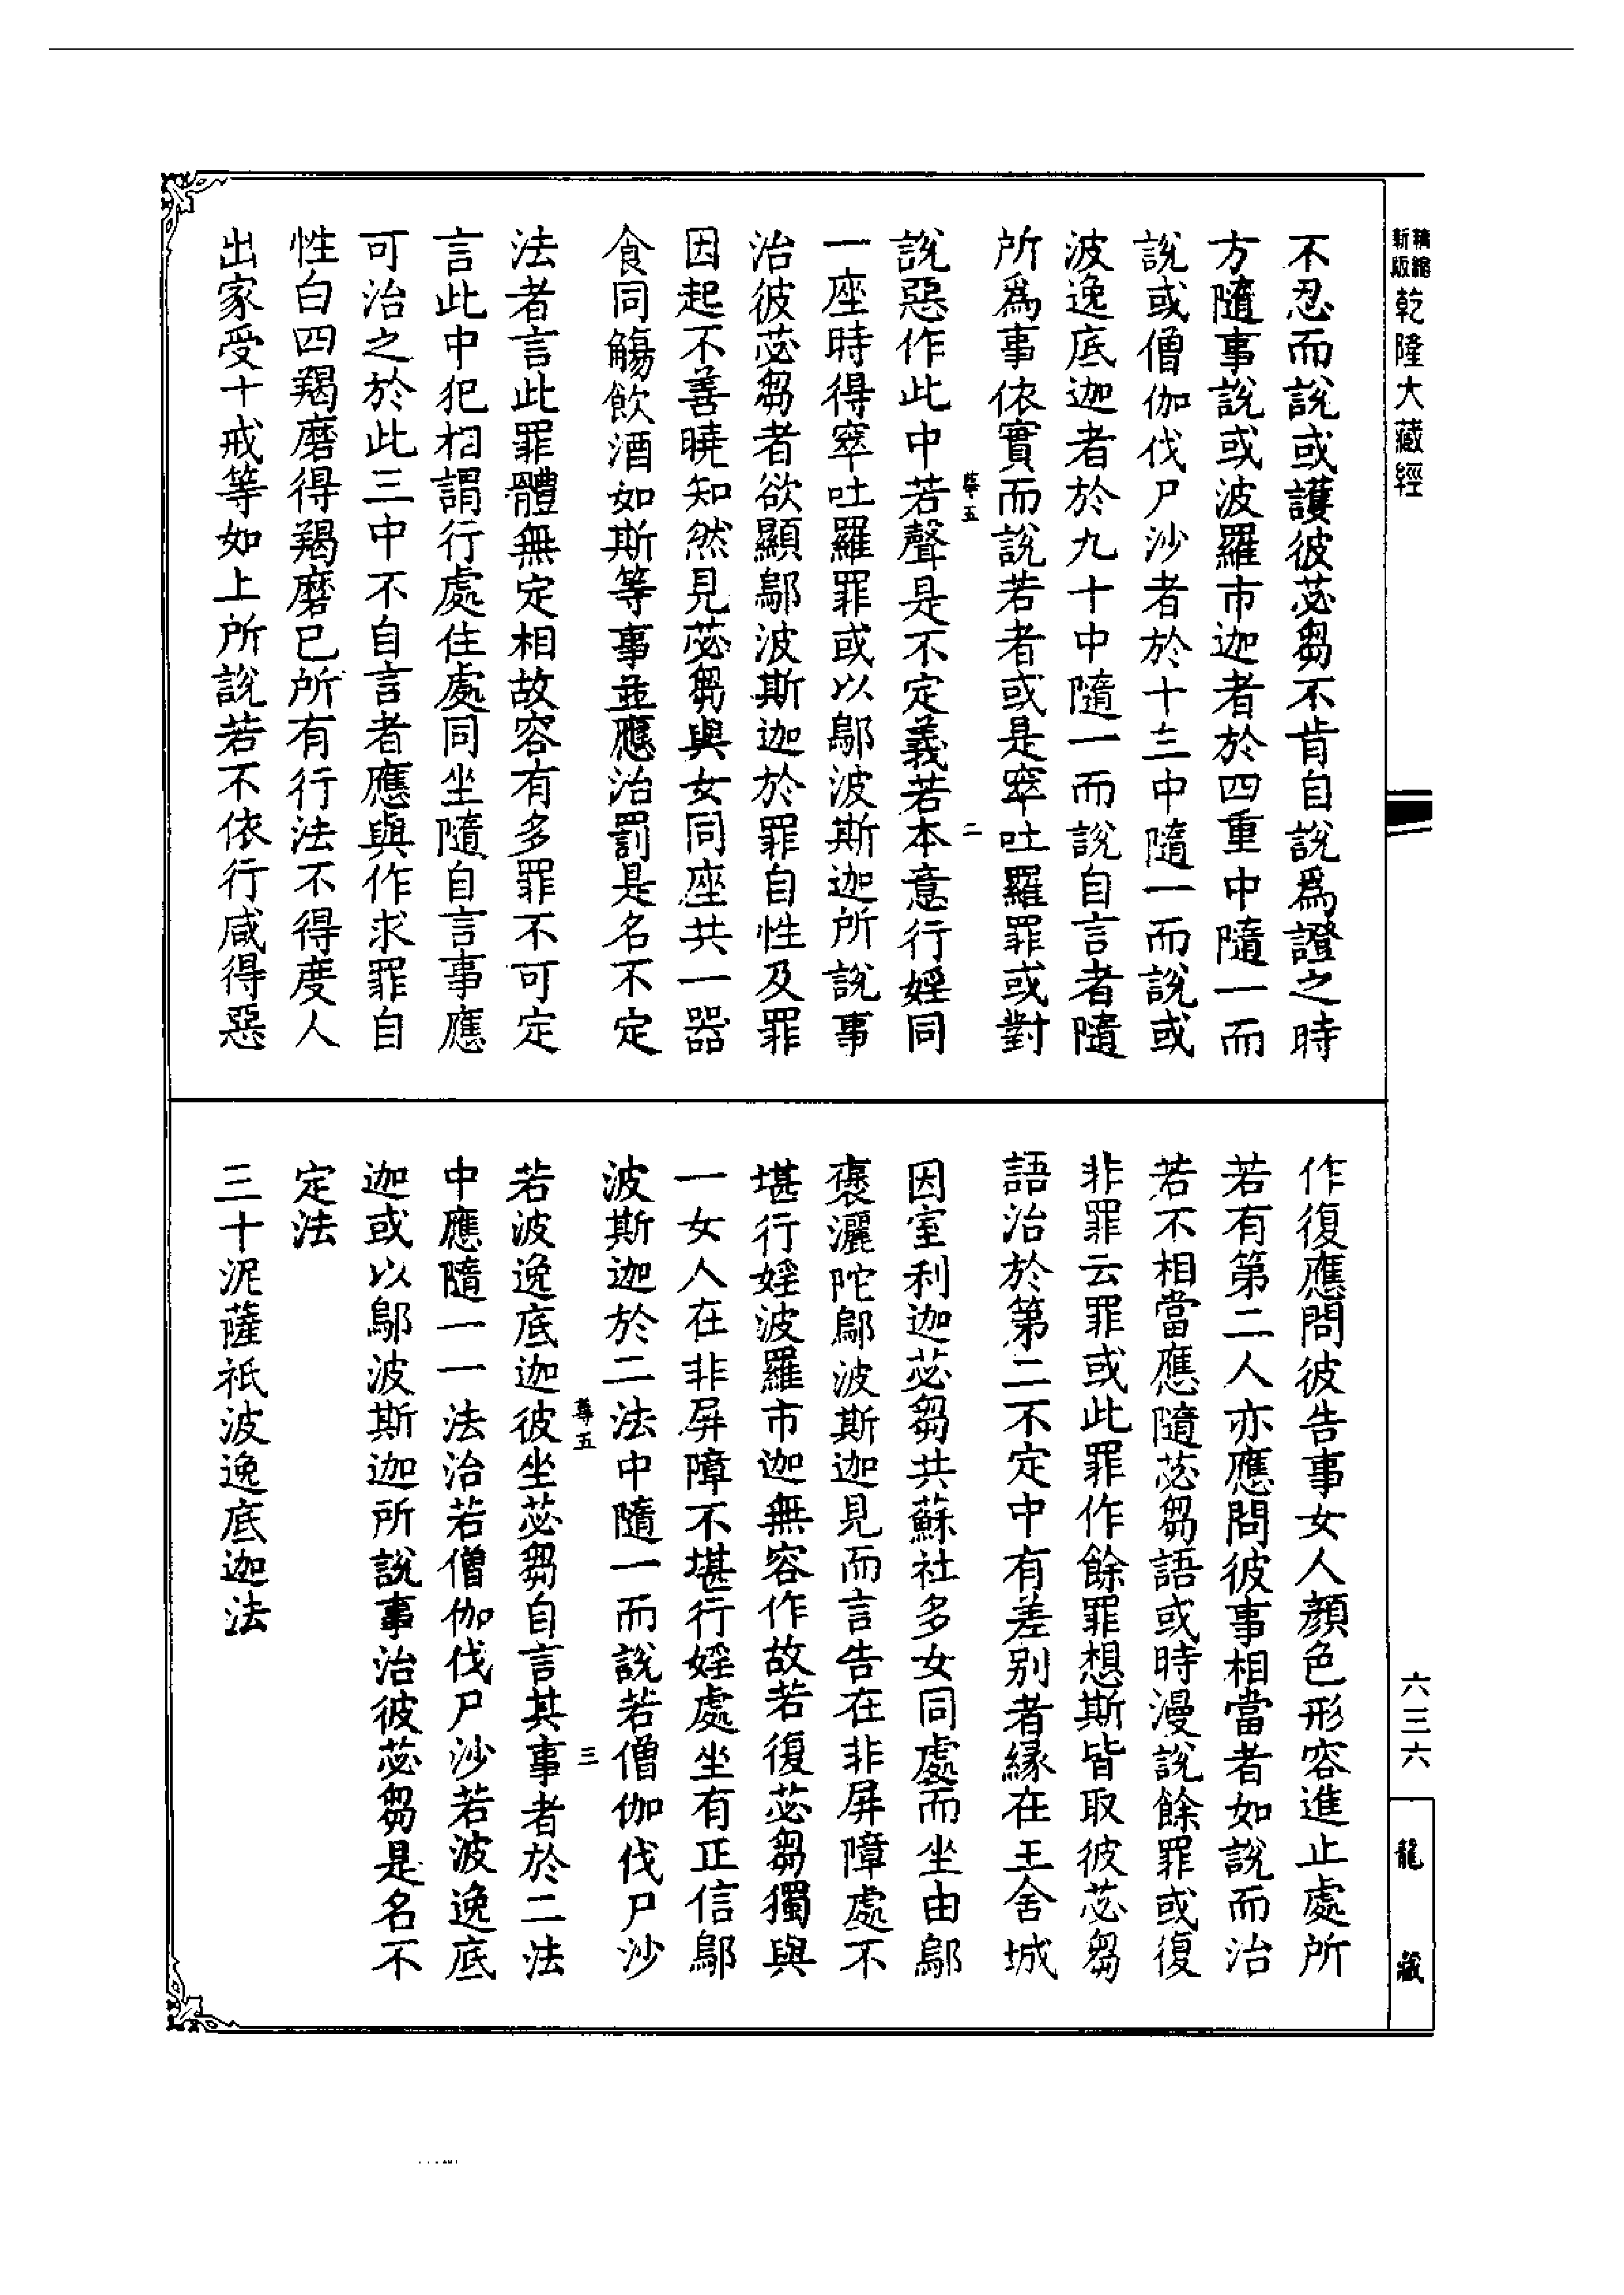 新版精縮乾隆大藏經
不忍而說或護彼苾芻不肯自說爲證之時
方隨事說或波羅市迦者於四重中隨一而
說或僧伽伐尸沙者於十三中隨一而說或
波逸底迦者於九十中隨一而說自言者隨
所爲事依實而說若者或是窣吐羅罪或對
尊五
二
說惡作此中若聲是不定義若本意行婬同
一座時得窣吐羅罪或以鄔波斯迦所說事
治彼苾芻者欲顯鄔波斯迦於罪自性及罪
因起不善曉知然見苾芻與女同座共一器
食同觴飲酒如斯等事並應治罰是名不定
法者言此罪體無定相故容有多罪不可定
言此中犯相謂行處住處同坐隨自言事應
可治之於此三中不自言者應與作求罪自
性白四羯磨得羯磨已所有行法不得度人
出家受十戒等如上所說若不依行咸得惡
作復應問彼告事女人顏色形容進止處所
若有第二人亦應問彼事相當者如說而治
若不相當應隨苾芻語或時漫說餘罪或復
非罪云罪或此罪作餘罪想斯皆取彼苾芻
語治於第二不定中有差別者緣在王舍城
因室利迦苾芻共蘇社多女同處而坐由鄔
褒灑陀鄔波斯迦見而言告在非屏障處不
堪行婬波羅市迦無容作故若復苾芻獨與
一女人在非屏障不堪行婬處坐有正信鄔
波斯迦於二法中隨一而說若僧伽伐尸沙
尊五
三
若波逸底迦彼坐苾芻自言其事者於二法
中應隨一一法治若僧伽伐尸沙若波逸底
迦或以鄔波斯迦所說事治彼苾芻是名不
定法
三十泥薩祇波逸底迦法
六三六
龍藏